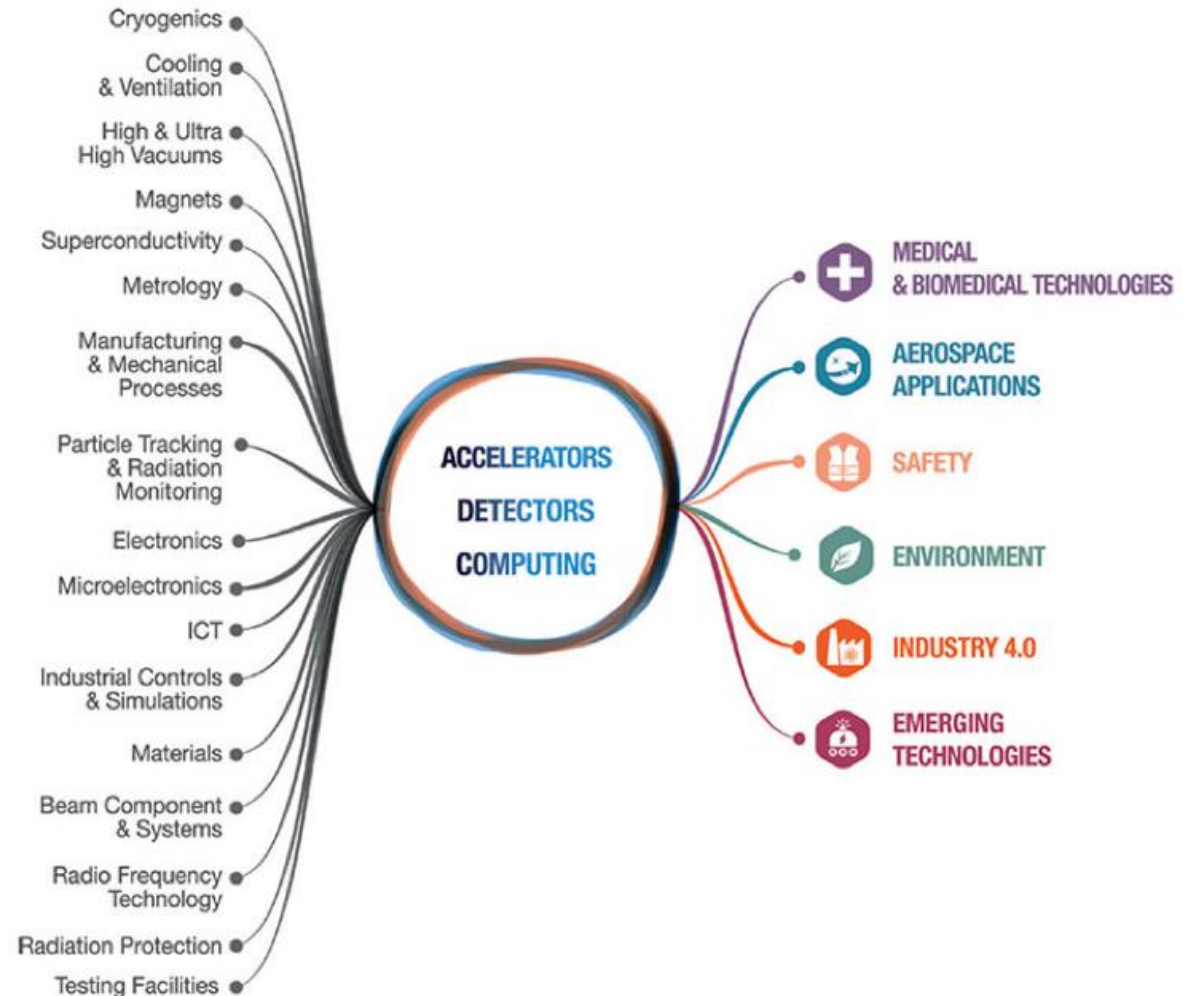 Cryogenics
Cooling
& Ventilation
High & Ultra
High Vacuums
Magnets
Superconductivity
Metrology
Manufacturing
& Mechanical
Processes
Particle Tracking
& Radiation
Monitoring
Electronics
Microelectronics
ICT
Industrial Controls
& Simulations
Materials
Beam Component
& Systems
Radio Frequency
Technology
Radiation Protection
Testing Facilities
ACCELERATORS
DETECTORS
COMPUTING
MEDICAL
& BIOMEDICAL TECHNOLOGIES
AEROSPACE
APPLICATIONS
SAFETY
ENVIRONMENT
INDUSTRY 4.0
EMERGING
TECHNOLOGIES